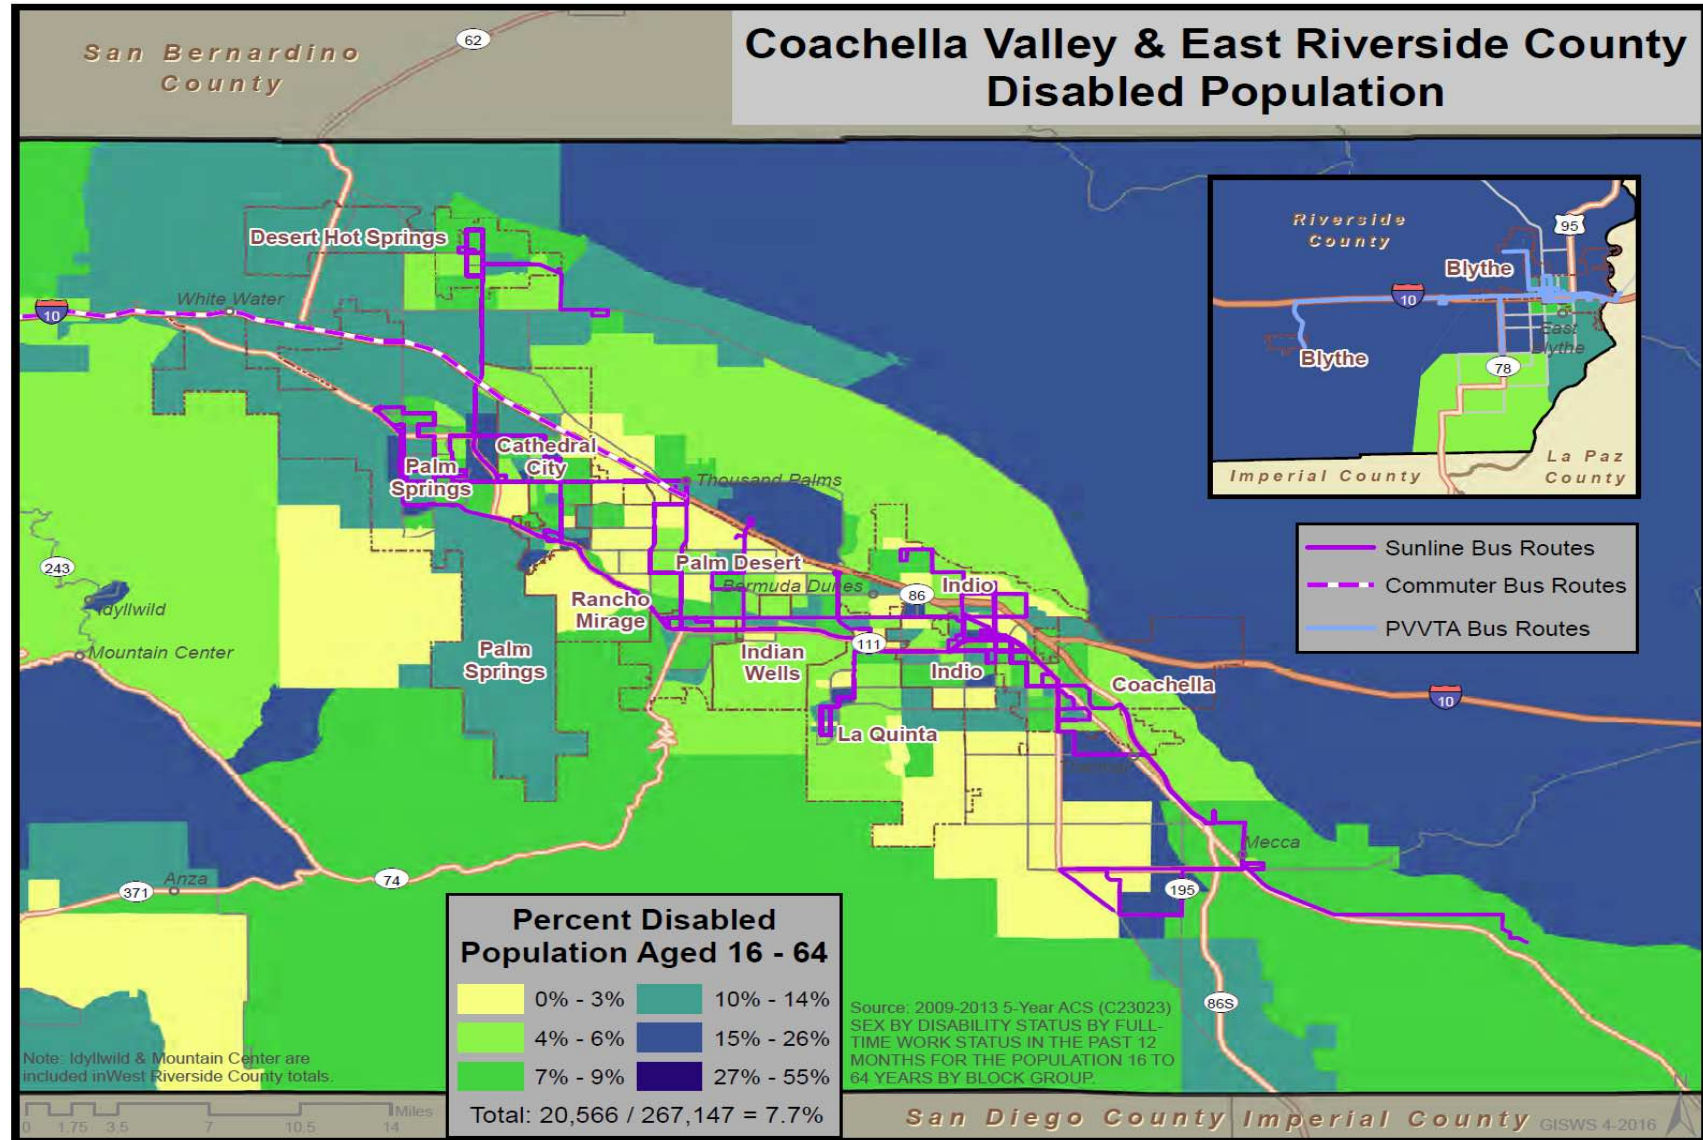 Coachella Valley & East Riverside County
Disabled Population
San Bernardino
County
62
Desert Hot Springs
White Water
10
Cathedral
City
Palm
Springs
Thousand Palms
243
Idyllwild
Mountain Center
Palm Desert
Bermuda Dunes
86
Indio
Rancho
Mirage
Palm
Springs
Indian
Wells
111
Indio
Coachella
10
La Quinta
Mecca
Anza
371
74
195
86S
Riverside
County
95
Blythe
10
East
Blythe
Blythe
78
Imperial County
La Paz
County
Sunline Bus Routes
Commuter Bus Routes
PVVTA Bus Routes
Percent Disabled
Population Aged 16 - 64
0% - 3%
10% - 14%
4% - 6%
15% - 26%
7% - 9%
27% - 55%
Total: 20,566 / 267,147 = 7.7%
Source: 2009-2013 5-Year ACS (C23023)
SEX BY DISABILITY STATUS BY FULL-
TIME WORK STATUS IN THE PAST 12
MONTHS FOR THE POPULATION 16 TO
64 YEARS BY BLOCK GROUP.
Note: Idyllwild & Mountain Center are
included inWest Riverside County totals.
Miles
0 1.75 3.5 7 10.5 14
San Diego County
Imperial County
GISWS 4-2016
N